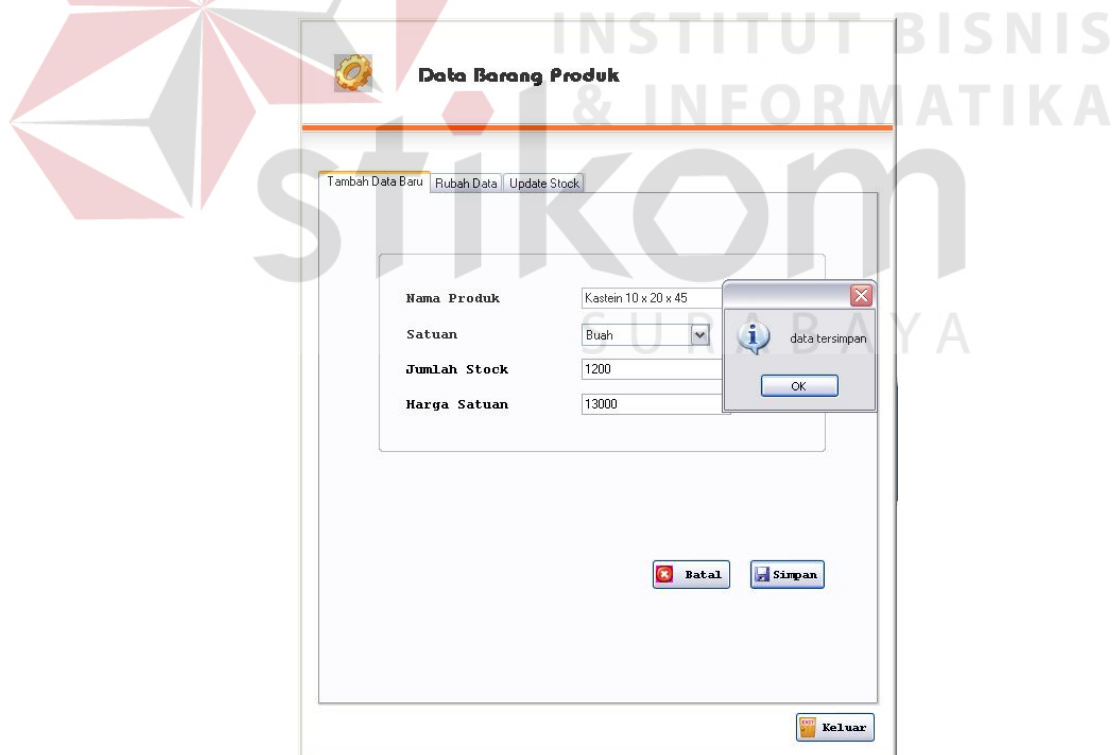 INSTITUT BISNIS
& INFORMATIKA
stikom
SURABAYA
Data Barang Produk
Tambah Data Baru
Rubah Data
Update Stock
Nama Produk
Kastein 10 x 20 x 45
Satuan
Buah
Jumlah Stock
1200
Harga Satuan
13000
data tersimpan
OK
Batal
Simpan
Keluar